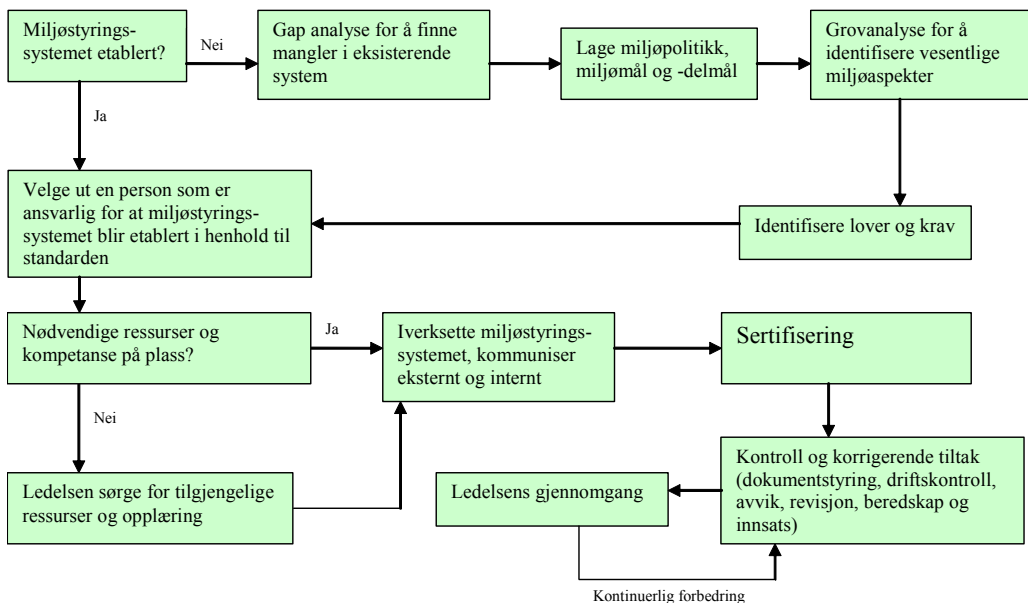 Miljøstyrings-
systemet etablert?
Nei
Gap analyse for å finne
mangler i eksisterende
system
Lage miljøpolitikk,
miljømål og -delmål
Grovanalyse for å
identifisere vesentlige
miljøaspekter
Ja
Velge ut en person som er
ansvarlig for at miljøstyrings-
systemet blir etablert i henhold til
standarden
Identifisere lover og krav
Nødvendige ressurser og
kompetanse på plass?
Ja
Iverksette miljøstyrings-
systemet, kommuniser
eksternt og internt
Sertifisering
Nei
Ledelsen sørge for tilgjengelige
ressurser og opplæring
Ledelsens gjennomgang
Kontroll og korrigerende tiltak
(dokumentstyring, driftskontroll,
avvik, revisjon, beredskap og
innsats)
Kontinuerlig forbedring